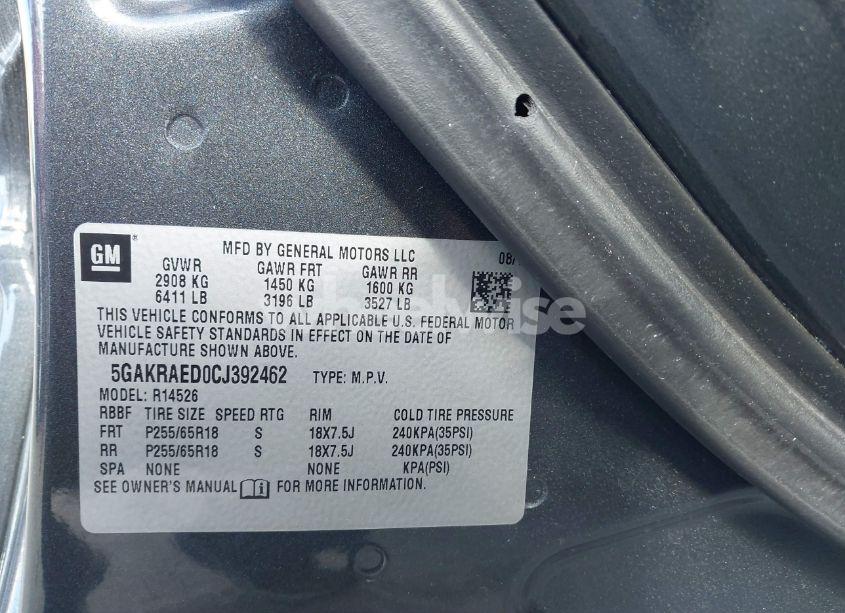 GM
MFD BY GENERAL MOTORS LLC
08/
GVWR GAWR FRT GAWR RR
2908 KG 1450 KG 1600 KG
6411 LB 3196 LB 3527 LB
THIS VEHICLE CONFORMS TO ALL APPLICABLE U.S. FEDERAL MOTOR
VEHICLE SAFETY STANDARDS IN EFFECT ON THE DATE OF
MANUFACTURE SHOWN ABOVE.
5GAKRAED0CJ392462 TYPE: M.P.V.
MODEL: R14526
RBBF TIRE SIZE SPEED RTG RIM COLD TIRE PRESSURE
FRT P255/65R18 S 18X7.5J 240KPA(35PSI)
RR P255/65R18 S 18X7.5J 240KPA(35PSI)
SPA NONE NONE KPA(PSI)
SEE OWNER'S MANUAL FOR MORE INFORMATION.